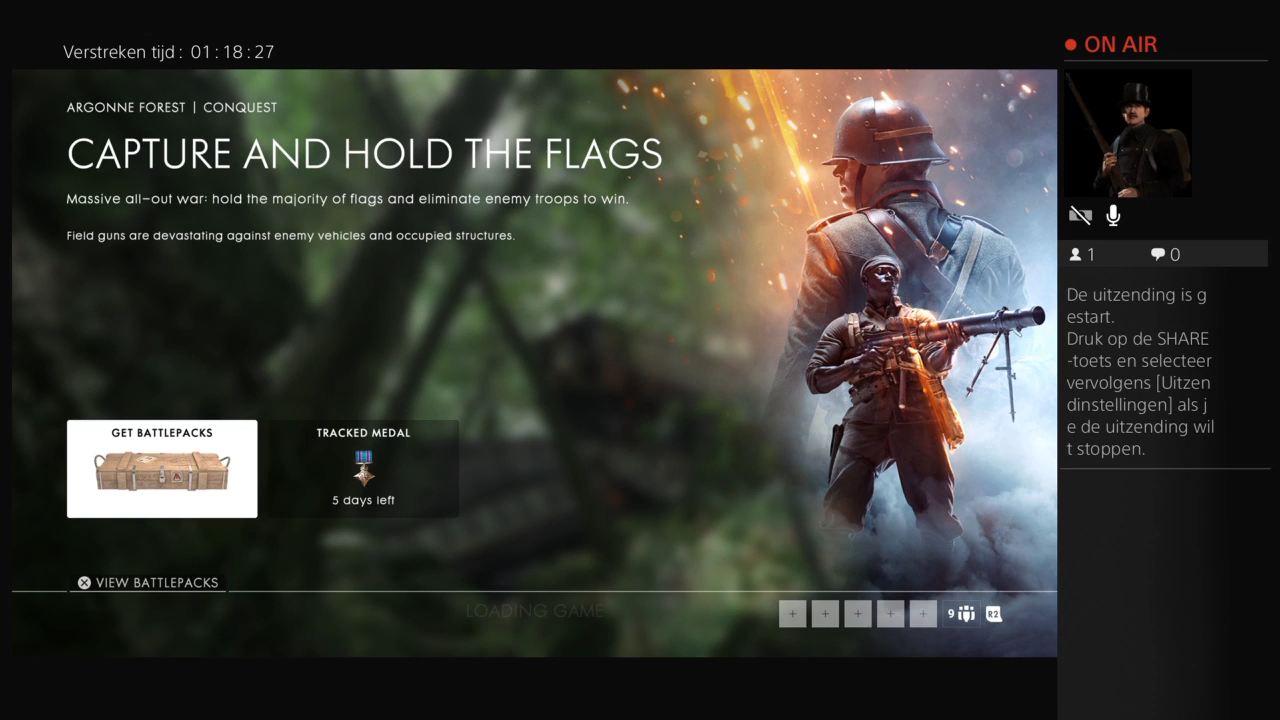 Verstreken tijd: 01:18:27
ON AIR
ARGONNE FOREST | CONQUEST
CAPTURE AND HOLD THE FLAGS
Massive all-out war: hold the majority of flags and eliminate enemy troops to win.
Field guns are devastating against enemy vehicles and occupied structures.
1
0
De uitzending is g
estart.
Druk op de SHARE
-toets en selecteer
vervolgens [Uitzen
dinstellingen] als j
e de uitzending wil
t stoppen.
GET BATTLEPACKS
TRACKED MEDAL
5 days left
VIEW BATTLEPACKS
LOADING GAME
9
R2